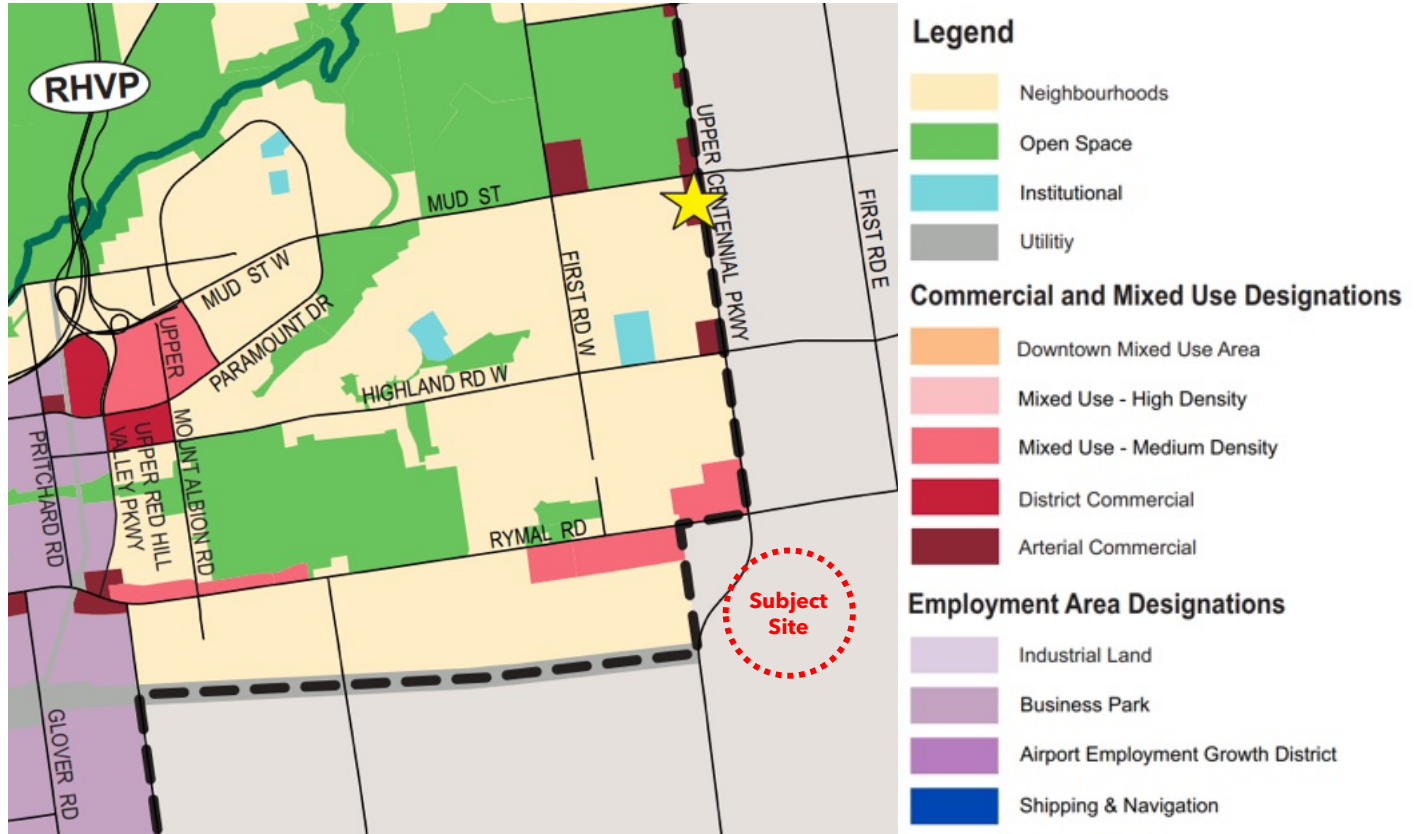 RHVP
MUD ST
UPPER CENTENNIAL PKWY
FIRST RD E
MUD ST W
FIRST RD W
UPPER
PARAMOUNT DR
HIGHLAND RD W
PRITCHARD RD
UPPER RED HILL
VALLEY PKWY
MOUNT ALBION RD
RYMAL RD
Subject
Site
GLOVER RD
Legend
Neighbourhoods
Open Space
Institutional
Utilitiy
Commercial and Mixed Use Designations
Downtown Mixed Use Area
Mixed Use - High Density
Mixed Use - Medium Density
District Commercial
Arterial Commercial
Employment Area Designations
Industrial Land
Business Park
Airport Employment Growth District
Shipping & Navigation